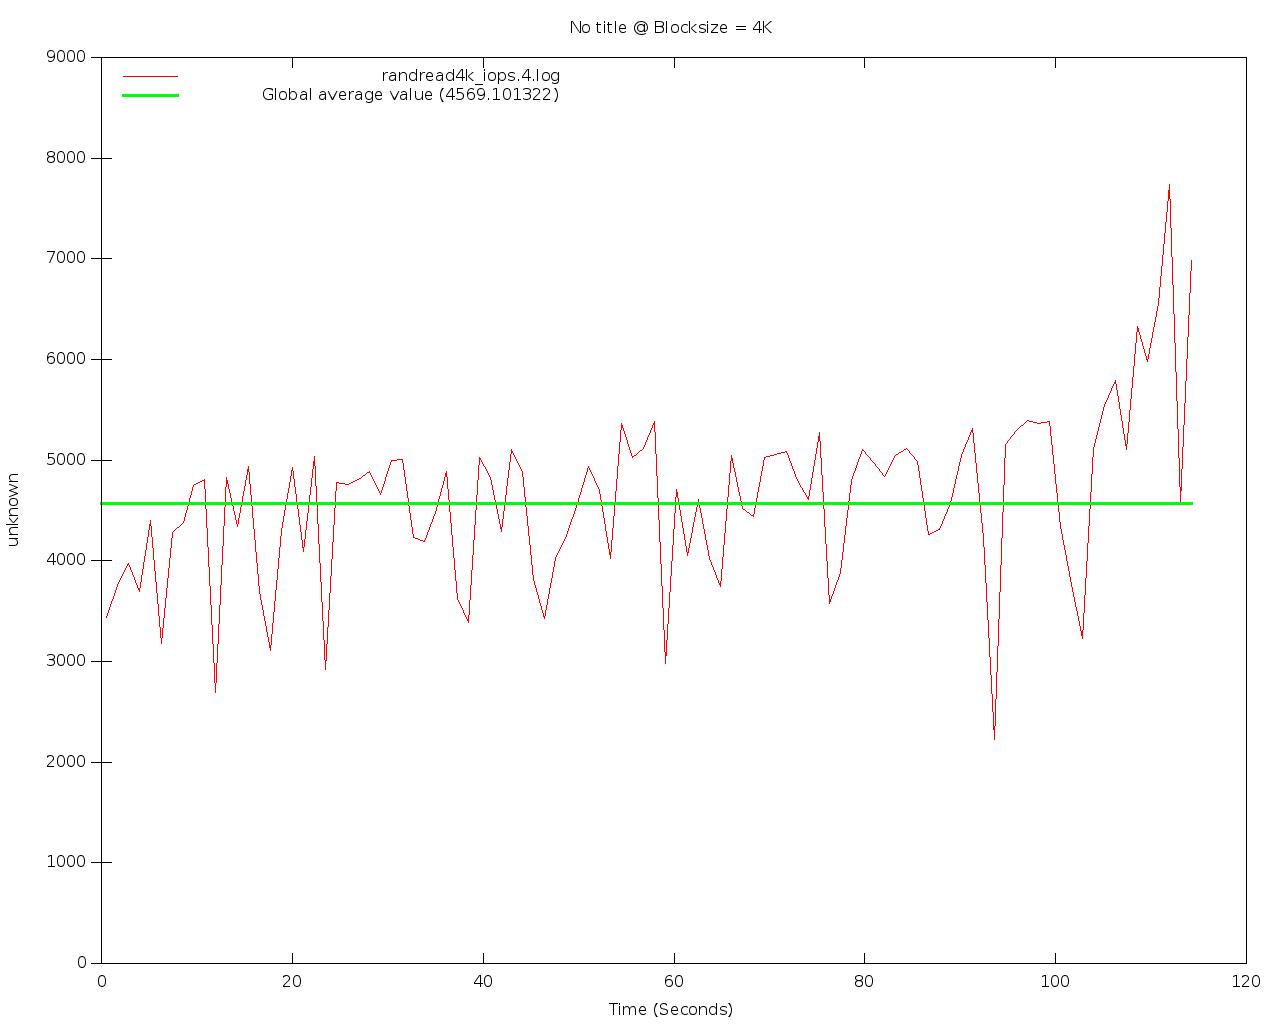 No title @ Blocksize = 4K
randread4k_iops.4.log
Global average value (4569.101322)
9000
8000
7000
6000
5000
4000
3000
2000
1000
0
unknown
0 20 40 60 80 100 120
Time (Seconds)